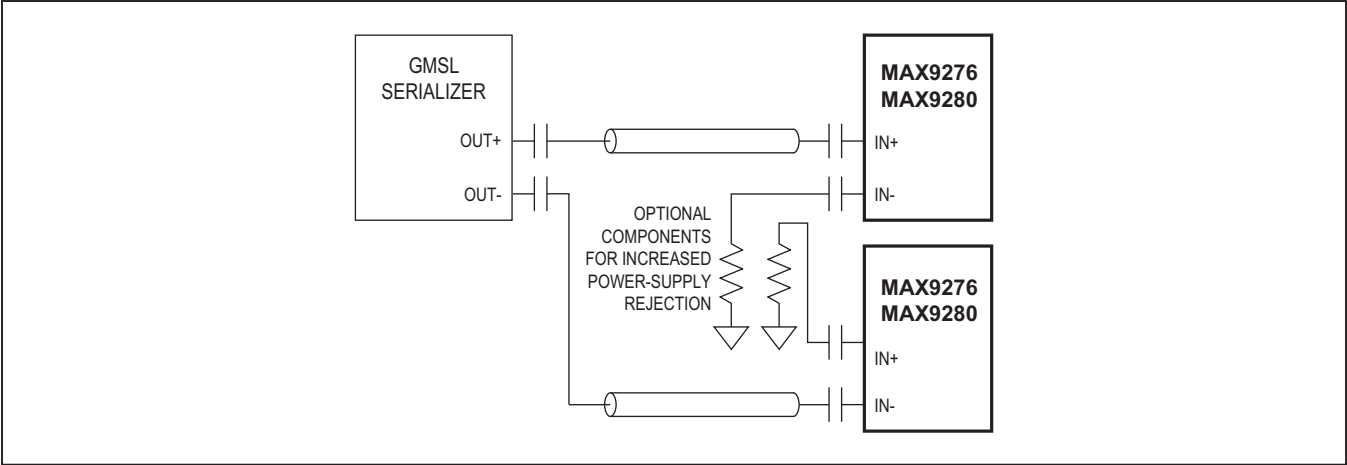 GMSL
SERIALIZER
OUT+
OUT-
MAX9276
MAX9280
IN+
IN-
OPTIONAL
COMPONENTS
FOR INCREASED
POWER-SUPPLY
REJECTION
MAX9276
MAX9280
IN+
IN-